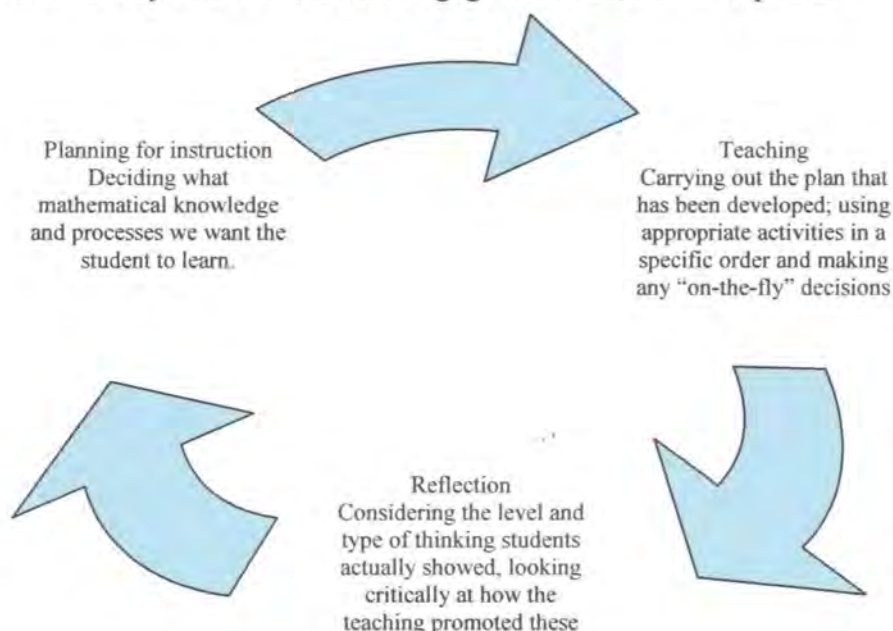 Planning for instruction
Deciding what
mathematical knowledge
and processes we want the
student to learn.
Teaching
Carrying out the plan that
has been developed; using
appropriate activities in a
specific order and making
any “on-the-fly” decisions
Reflection
Considering the level and
type of thinking students
actually showed, looking
critically at how the
teaching promoted these